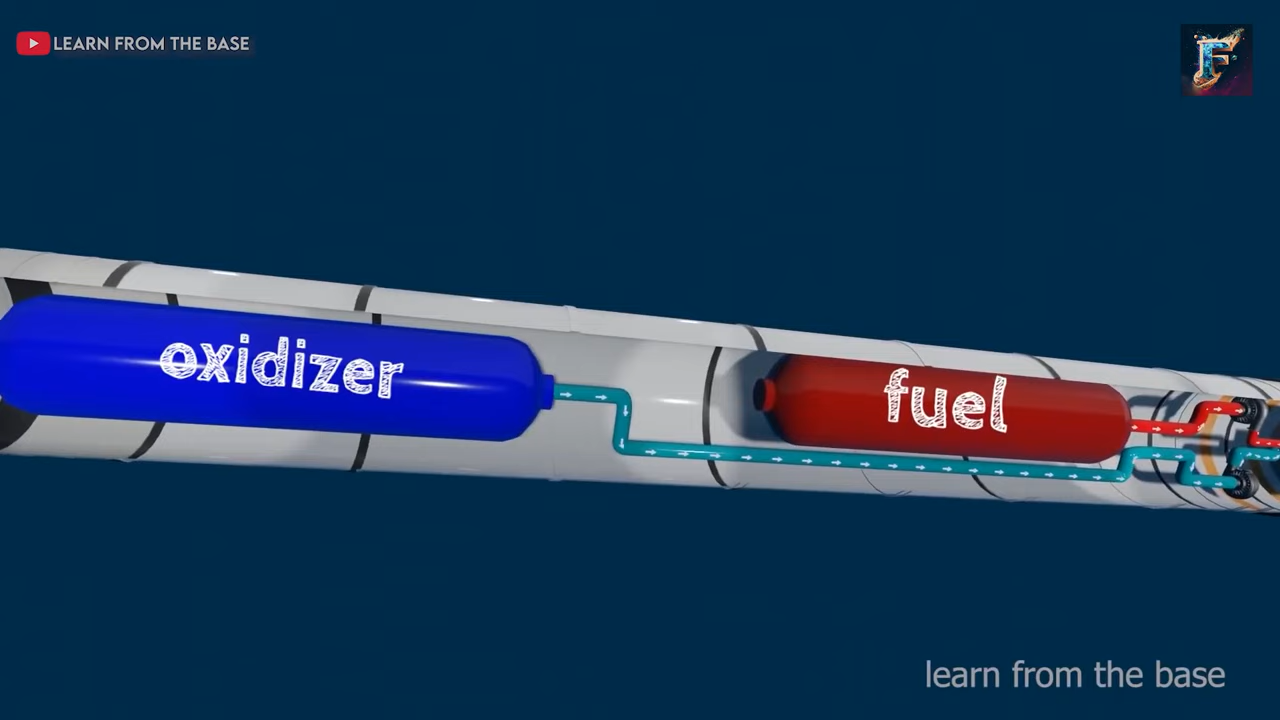 LEARN FROM THE BASE
F
oxidizer
fuel
learn from the base